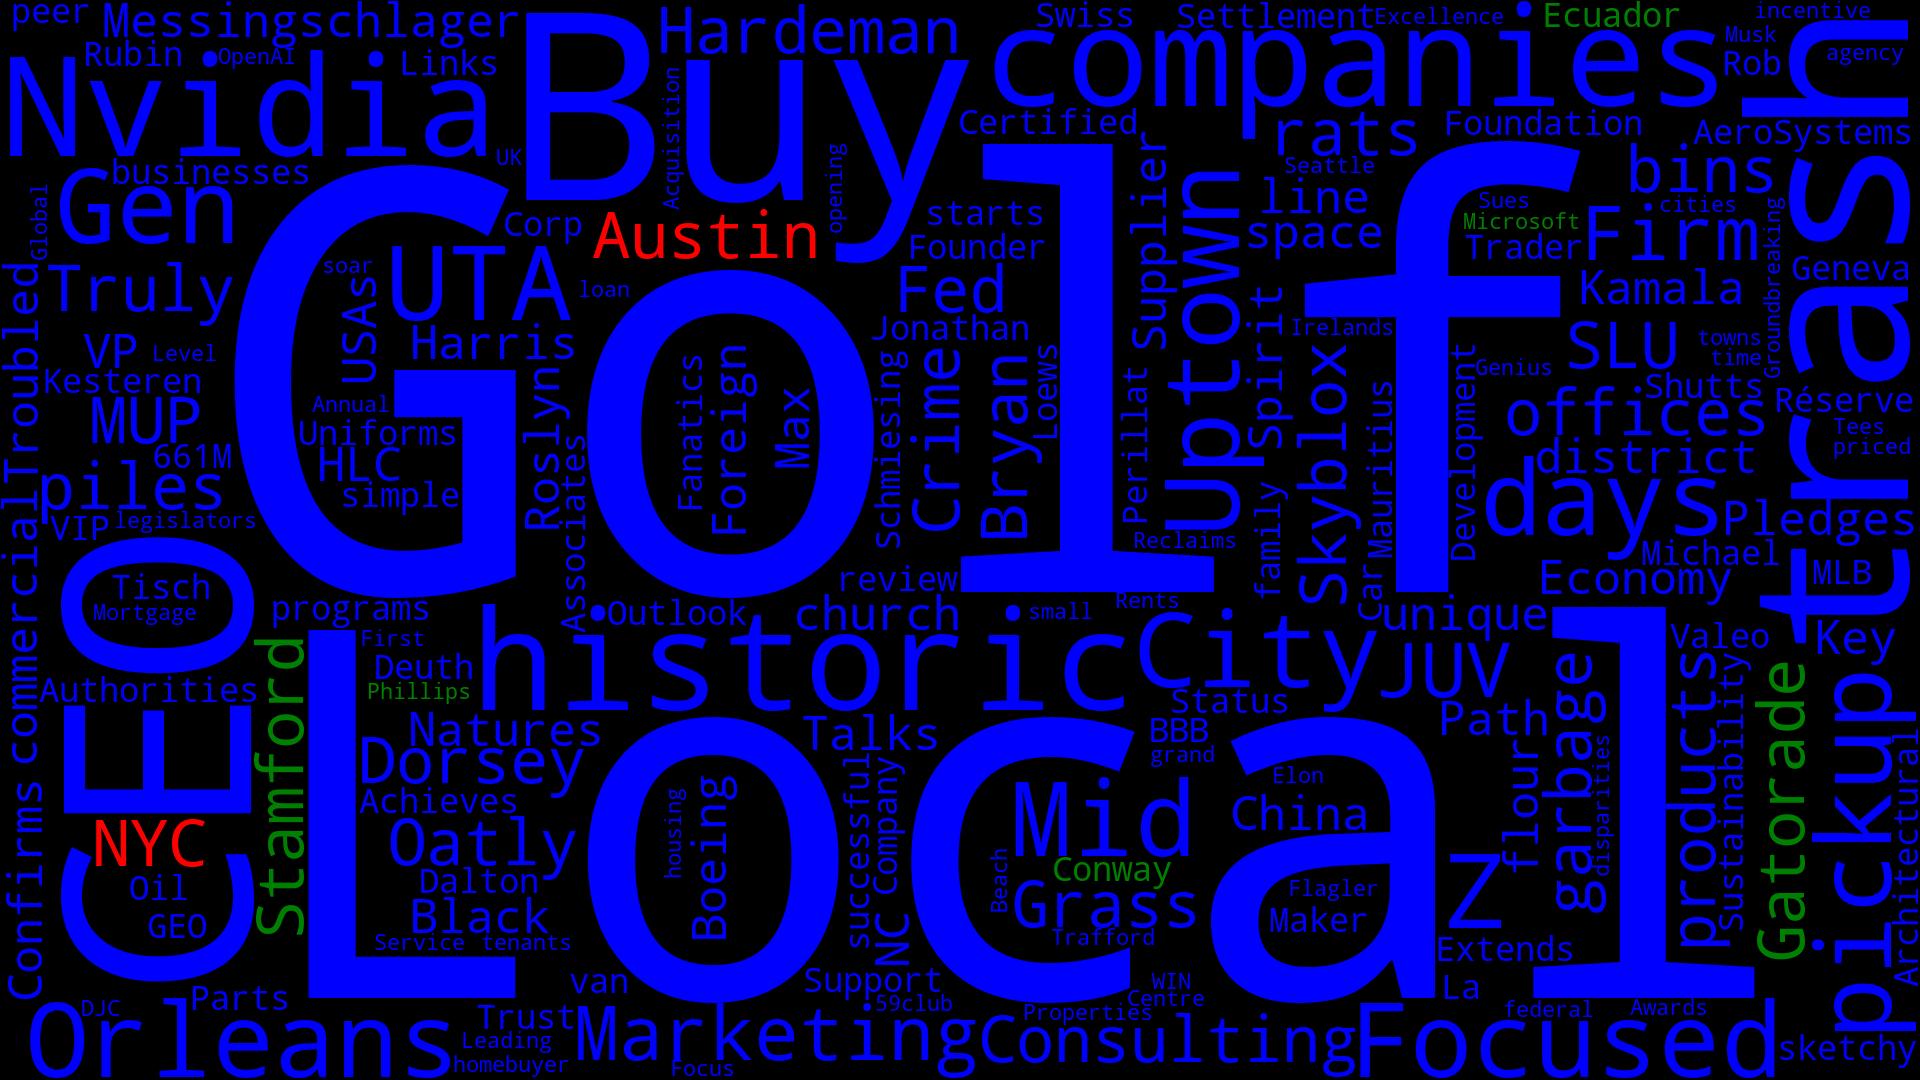 peer
Messingschlager
Hardeman
Swiss
Settlement
Excellence
Ecuador
incentive
Rubin
OpenAI
Links
Nvidia
Buy
companies
Musk
Rob
agency
trash
Acquisition
UK
Certified
rats
Foundation
AeroSystems
businesses
Gen
Global
opening
Golf
Corp
Austin
starts
Founder
Supplier
Uptown
Seattle
line
space
Sues
Microsoft
Trader
bins
cities
Firm
Groundbreaking
Geneva
Truly
soar
UTA
USAs
loan
Fed
Jonathan
Harris
Kamala
Irelands
SLU
towns
time
VP
Level
Kesteren
MUP
Annual
Uniforms
HLC
simple
661M
piles
VIP
legislators
Roslyn
Associates
Fanatics
Foreign
Max
Schmiessing
Crime
Bryan
Loews
Perillat
Reclaims
Spirit
family
Skyblox
Mauritius
Car
Development
Genius
Shutts
Réserve
offices
district
Tees
priced
days
Pledges
Michael
Economy
MLB
Troubled
commercial
Confirms
CEO
Tisch
Mortgage
programs
review
Outlook
church
small
Rents
unique
Valeo
Key
Authorities
Stamford
First
Deuth
Phillips
historic
City
JUV
Status
Path
Local
Natures
Dorsey
Achieves
Talks
BBB
grand
Elon
China
Oatly
Dalton
Black
Service
tenants
housing
Boeing
successful
Company
NC
Mid
Conway
Beach
Grass
Trafford
Flagler
Maker
Z
flour
garbage
disparities
products
Sustainability
Gatorade
pickup
Architectural
NYC
Oil
GEO
Extends
van
Support
WIN
Centre
La
DJC
Parts
Orleans
Trust
Leading
homebuyer
Marketing
59club
Focus
Properties
Consulting
Focused
federal
Awards
sketchy